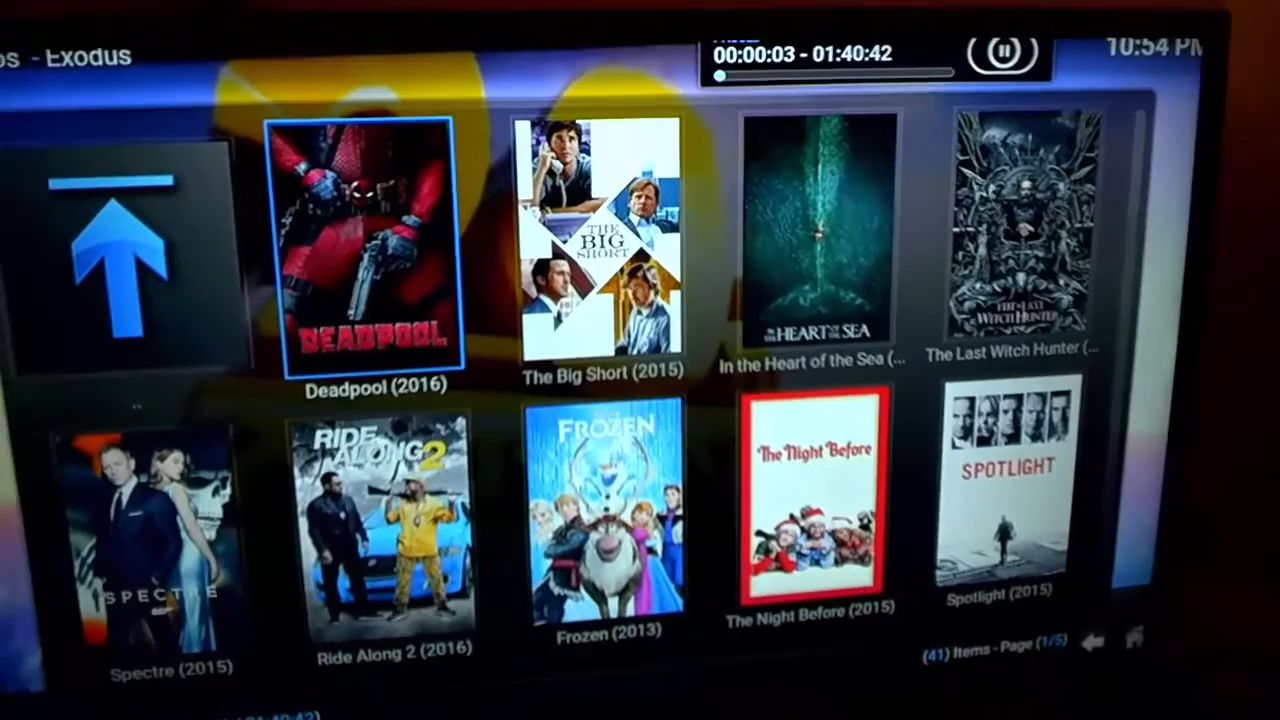 os - Exodus
00:00:03 - 01:40:42
10:54 PM
DEADPOOL
THE
BIG
SHORT
IN THE HEART OF THE SEA
THE LAST
WITCH HUNTER
..
Deadpool (2016)
The Big Short (2015)
In the Heart of the Sea (...
The Last Witch Hunter (...
SPECTRE
RIDE
ALONG 2
FROZEN
The Night Before
SPOTLIGHT
Spectre (2015)
Ride Along 2 (2016)
Frozen (2013)
The Night Before (2015)
Spotlight (2015)
(41) Items - Page (1/5)
01:40:42)